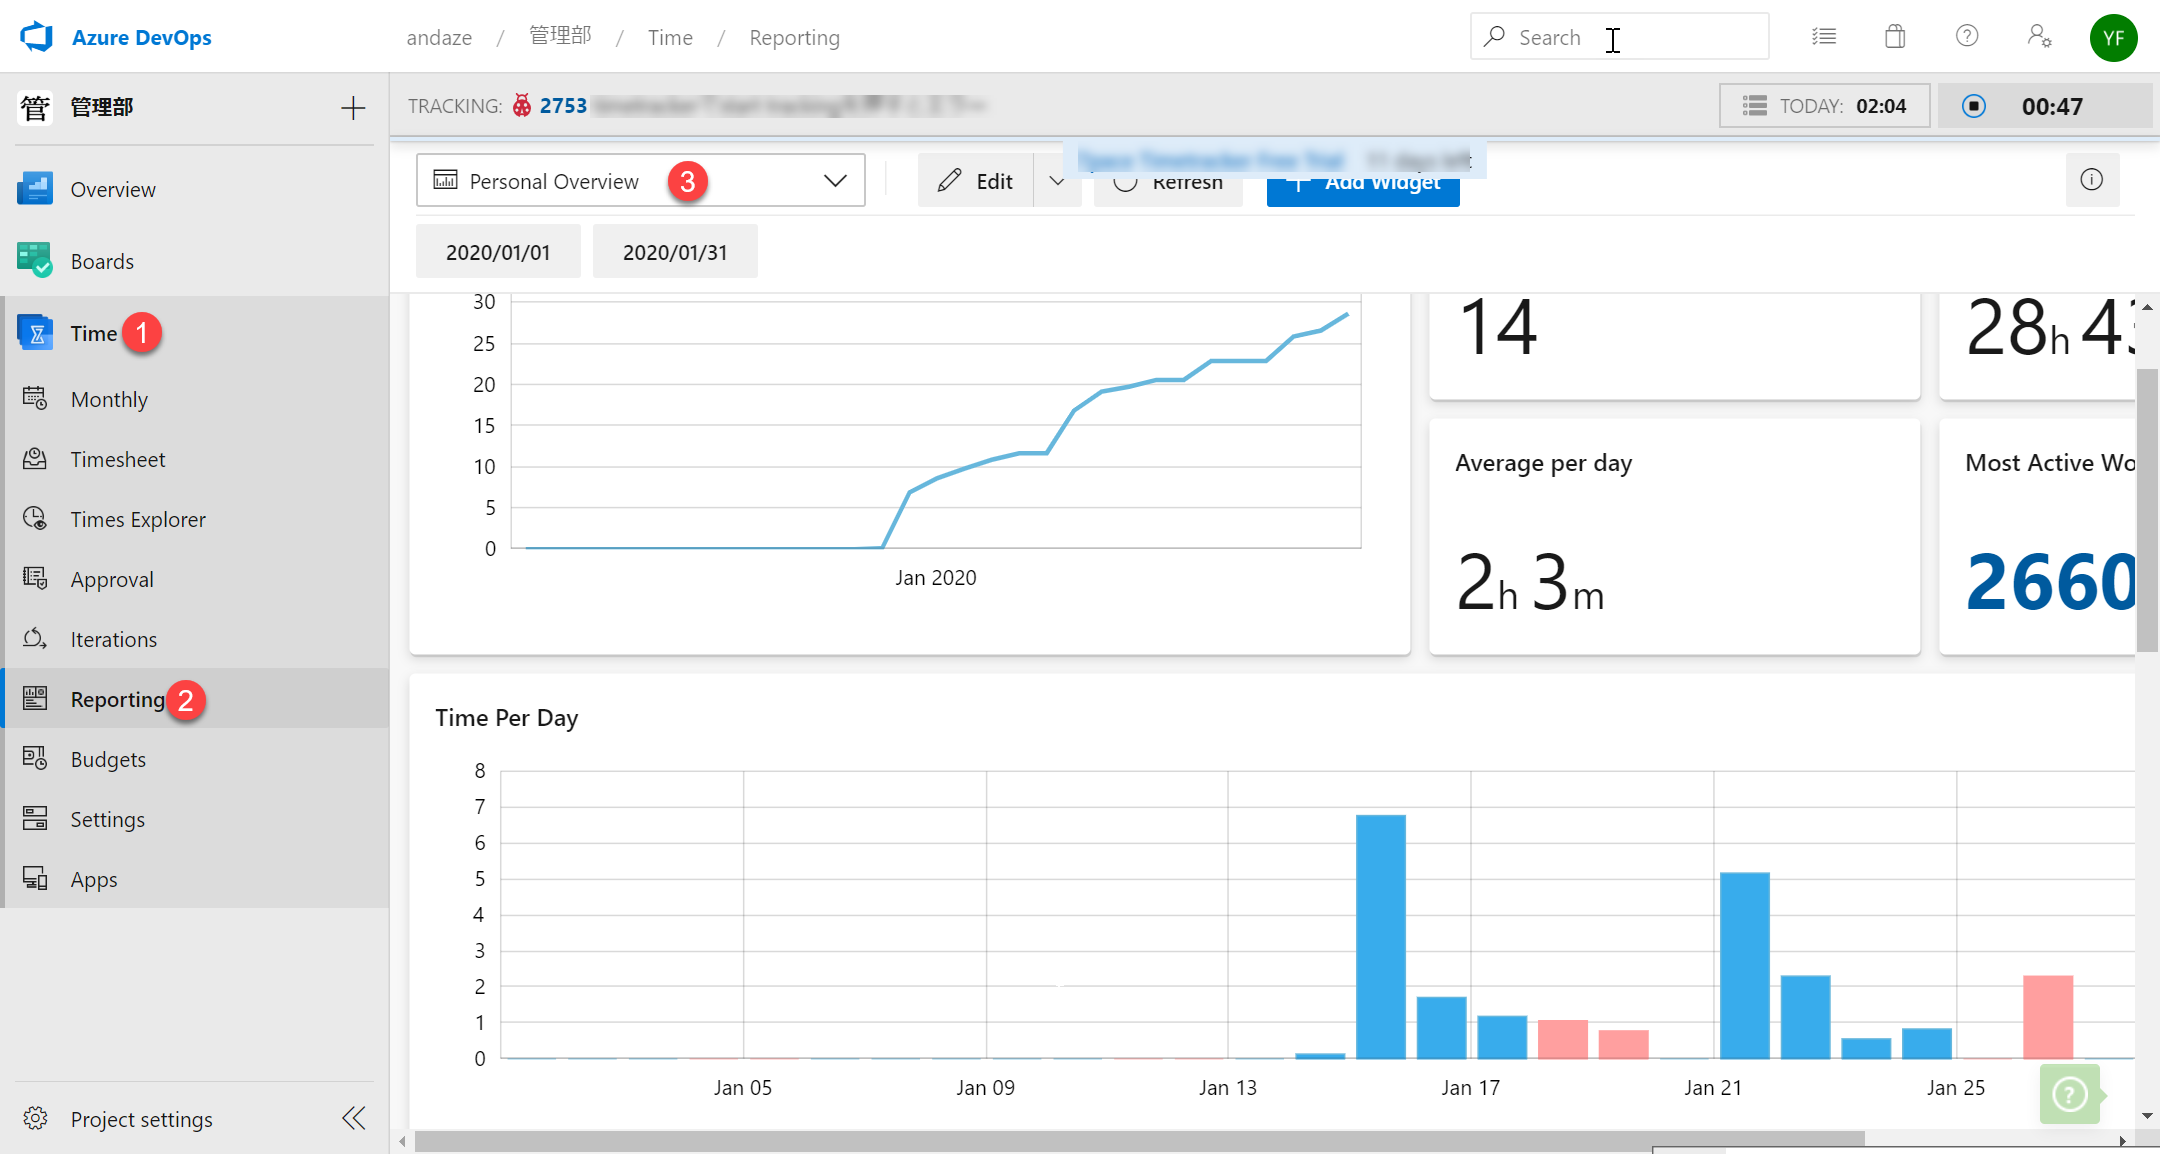 Azure DevOps
andaze / 管理部 / Time / Reporting
Search
YF
管 管理部
TRACKING: 2753
TODAY: 02:04
00:47
Overview
Boards
Time 1
Monthly
Timesheet
Times Explorer
Approval
Iterations
Reporting 2
Budgets
Settings
Apps
Project settings
Personal Overview 3
Edit
Refresh
Add Widget
2020/01/01
2020/01/31
30
25
20
15
10
5
0
Jan 2020
14
28h 43
Average per day
2h 3m
Most Active Wo
2660
Time Per Day
8
7
6
5
4
3
2
1
0
Jan 05
Jan 09
Jan 13
Jan 17
Jan 21
Jan 25